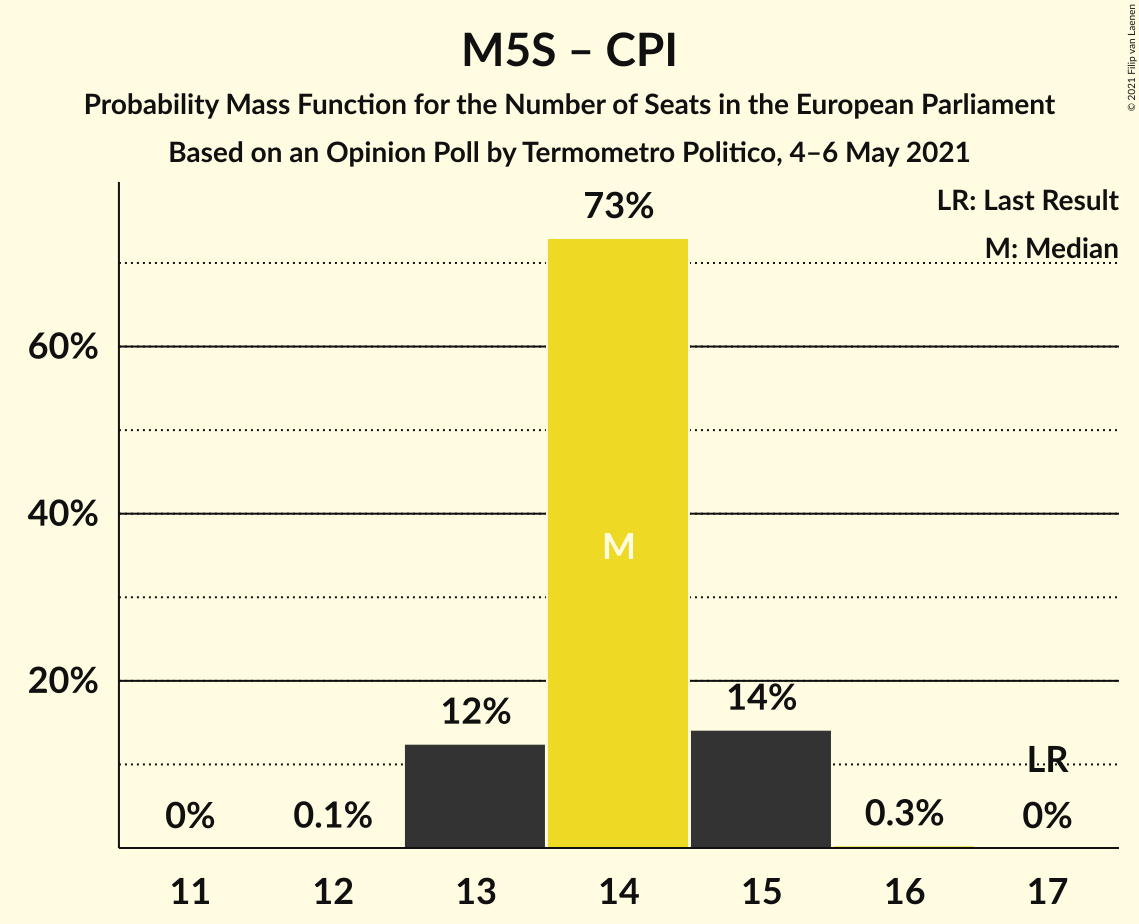 M5S – CPI
Probability Mass Function for the Number of Seats in the European Parliament
Based on an Opinion Poll by Termometro Politico, 4–6 May 2021
© 2021 Filip van Laenen
LR: Last Result
M: Median
73%
60%
40%
M
20%
12%
14%
LR
0%
0.1%
0.3%
0%
11
12
13
14
15
16
17